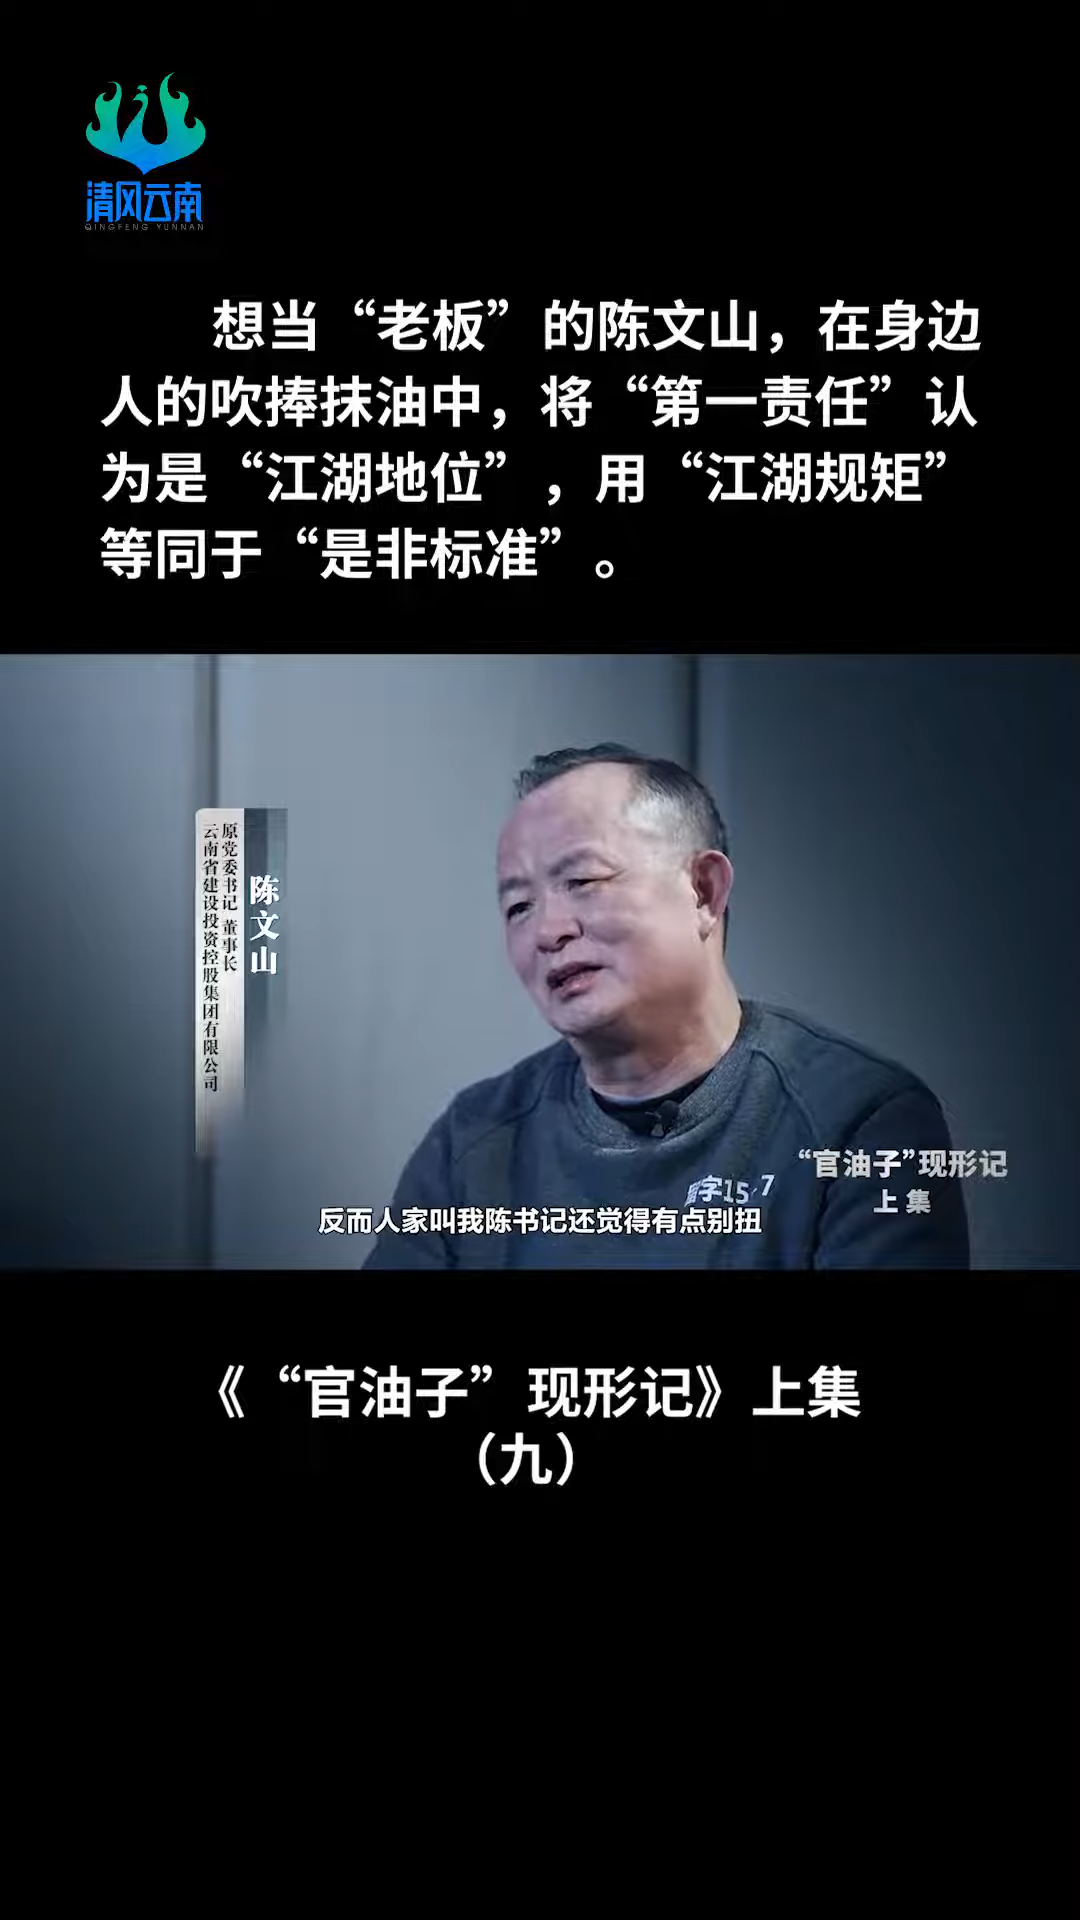 清风云南
QINGFENG YUNNAN
想当“老板”的陈文山，在身边
人的吹捧抹油中，将“第一责任”认
为是“江湖地位”，用“江湖规矩”
等同于“是非标准”。
陈文山
原党委书记 董事长
云南省建设投资控股集团有限公司
“官油子”现形记
上集
字15
7
反而人家叫我陈书记还觉得有点别扭
《“官油子”现形记》上集
（九）